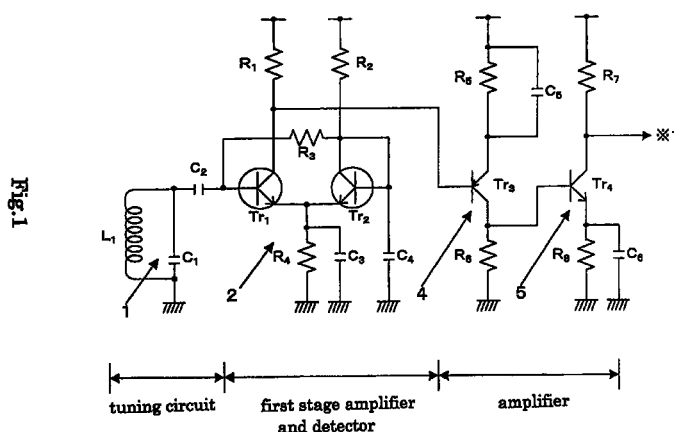 Fig.1
R1
R2
R5
C5
R7
※1
R3
C2
Tr1
Tr2
Tr3
Tr4
L1
C1
R4
C3
C4
R6
R8
C6
1
2
4
5
tuning circuit
first stage amplifier
and detector
amplifier